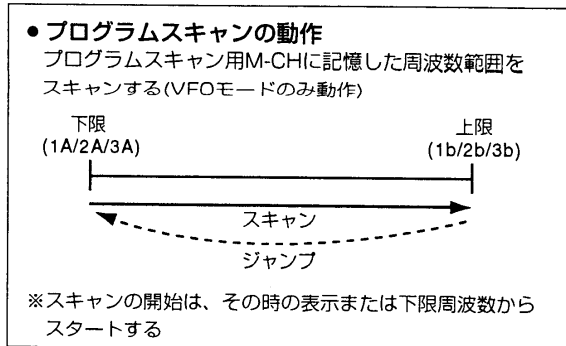 ● プログラムスキャンの動作
プログラムスキャン用M-CHに記憶した周波数範囲を
スキャンする(VFOモードのみ動作)
下限
(1A/2A/3A)
上限
(1b/2b/3b)
スキャン
ジャンプ
※スキャンの開始は、その時の表示または下限周波数から
スタートする